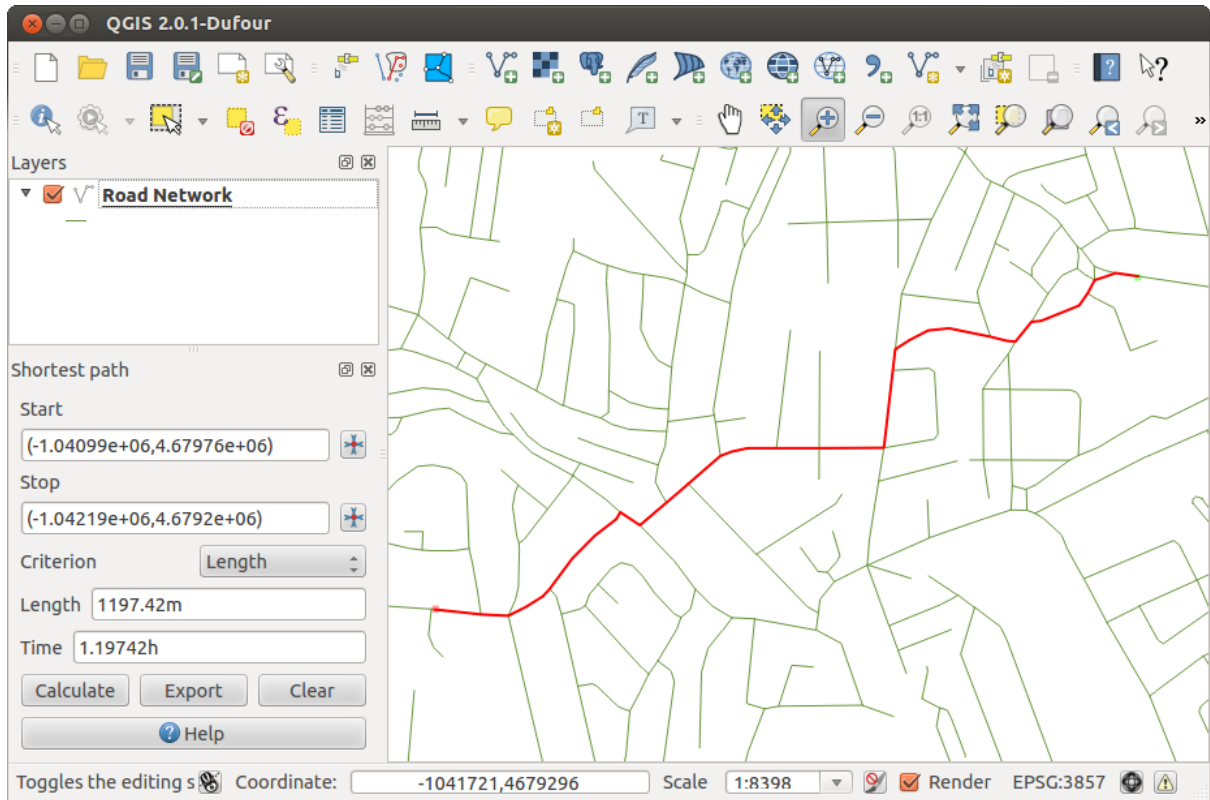 QGIS 2.0.1-Dufour
1:1
T
?
?
»
Layers
Road Network
Shortest path
Start
(-1.04099e+06,4.67976e+06)
Stop
(-1.04219e+06,4.6792e+06)
Criterion Length
Length 1197.42m
Time 1.19742h
Calculate Export Clear
? Help
Toggles the editing s Coordinate: -1041721,4679296 Scale 1:8398 Render EPSG:3857